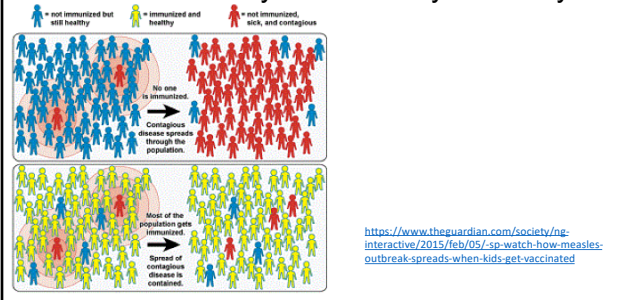 = not immunized but
still healthy
= immunized and
healthy
= not immunized,
sick, and contagious
No one
is immunized.
Contagious
disease spreads
through the
population.
Most of the
population gets
immunized.
Spread of
contagious
disease is
contained.
https://www.theguardian.com/society/ng-
interactive/2015/feb/05/-sp-watch-how-measles-
outbreak-spreads-when-kids-get-vaccinated